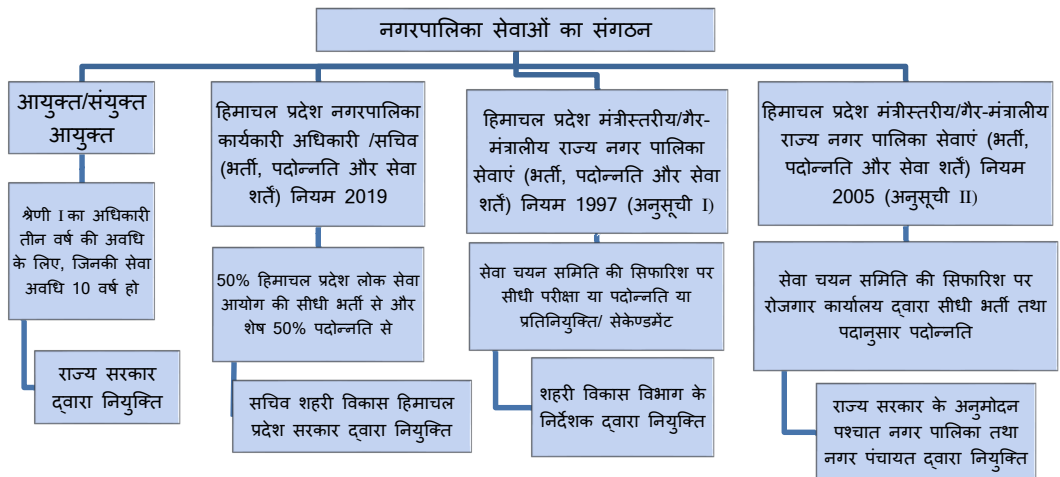 नगरपालिका सेवाओं का संगठन
आयुक्त/संयुक्त
आयुक्त
श्रेणी I का अधिकारी
तीन वर्ष की अवधि
के लिए, जिनकी सेवा
अवधि 10 वर्ष हो
राज्य सरकार
द्वारा नियुक्ति
हिमाचल प्रदेश नगरपालिका
कार्यकारी अधिकारी /सचिव
(भर्ती, पदोन्नति और सेवा
शर्तें) नियम 2019
50% हिमाचल प्रदेश लोक सेवा
आयोग की सीधी भर्ती से और
शेष 50% पदोन्नति से
सचिव शहरी विकास हिमाचल
प्रदेश सरकार द्वारा नियुक्ति
हिमाचल प्रदेश मंत्रीस्तरीय/गैर-
मंत्रालीय राज्य नगर पालिका
सेवाएं (भर्ती, पदोन्नति और सेवा
शर्तें) नियम 1997 (अनुसूची I)
सेवा चयन समिति की सिफारिश पर
सीधी परीक्षा या पदोन्नति या
प्रतिनियुक्ति/ सेकेण्डमेंट
शहरी विकास विभाग के
निर्देशक द्वारा नियुक्ति
हिमाचल प्रदेश मंत्रीस्तरीय/गैर-मंत्रालीय
राज्य नगर पालिका सेवाएं (भर्ती,
पदोन्नति और सेवा शर्तें) नियम
2005 (अनुसूची II)
सेवा चयन समिति की सिफारिश पर
रोजगार कार्यालय द्वारा सीधी भर्ती तथा
पदानुसार पदोन्नति
राज्य सरकार के अनुमोदन
पश्चात नगर पालिका तथा
नगर पंचायत द्वारा नियुक्ति